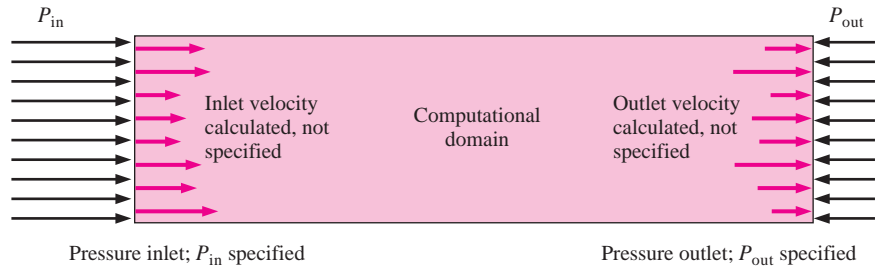 P_in
P_out
Inlet velocity
calculated, not
specified
Computational
domain
Outlet velocity
calculated, not
specified
Pressure inlet; P_in specified
Pressure outlet; P_out specified